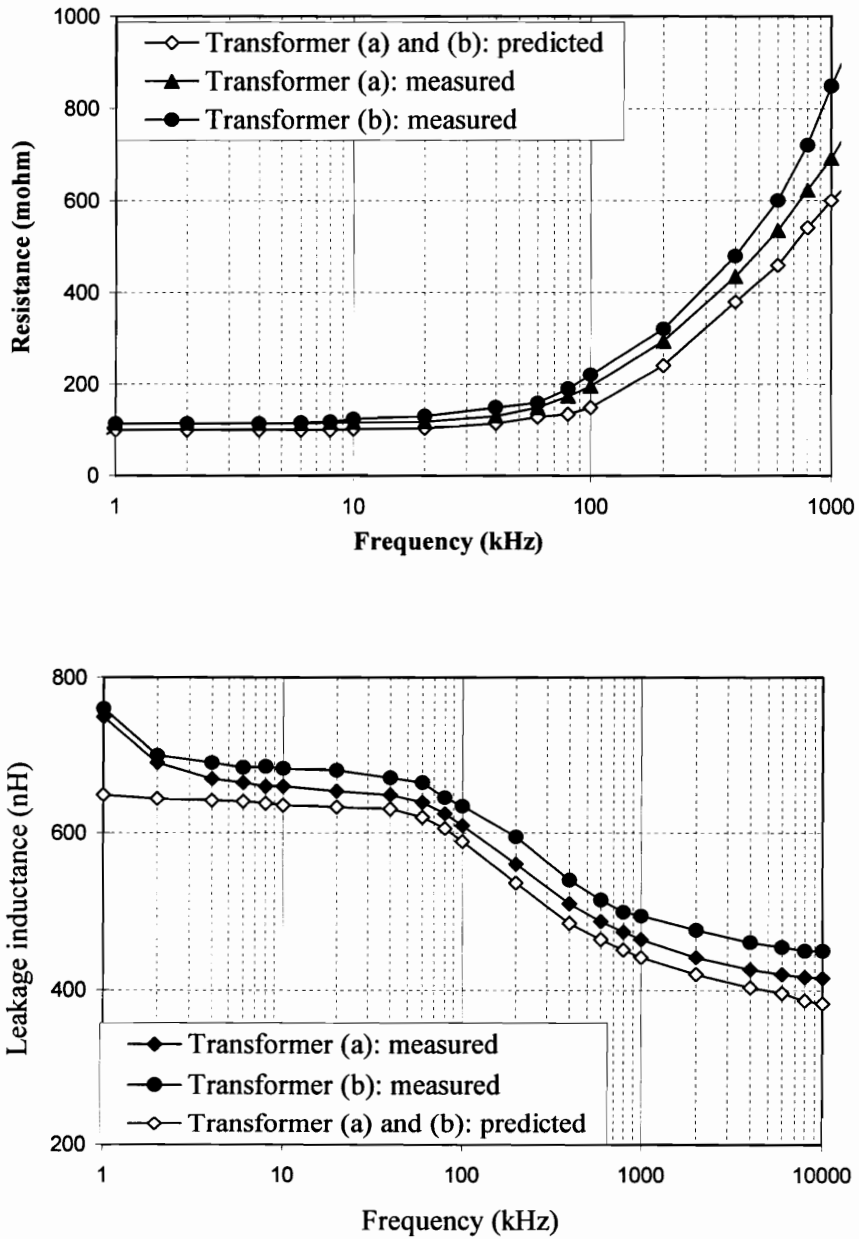 1000
800
600
400
200
0
Resistance (mohm)
Transformer (a) and (b): predicted
Transformer (a): measured
Transformer (b): measured
1 10 100 1000
Frequency (kHz)
800
600
400
200
Leakage inductance (nH)
Transformer (a): measured
Transformer (b): measured
Transformer (a) and (b): predicted
1 10 100 1000 10000
Frequency (kHz)